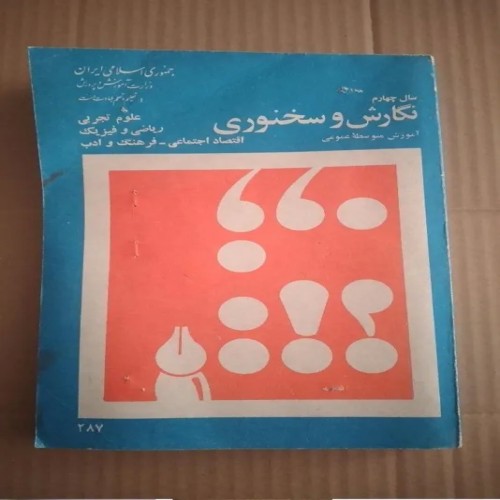 جمهوری اسلامی ایران
وزارت آموزش و پرورش
سال چهارم
نگارش و سخنوری
آموزش متوسطهٔ عمومی
علوم تجربی
ریاضی و فیزیک
اقتصاد اجتماعی - فرهنگ و ادب
۲۸۷